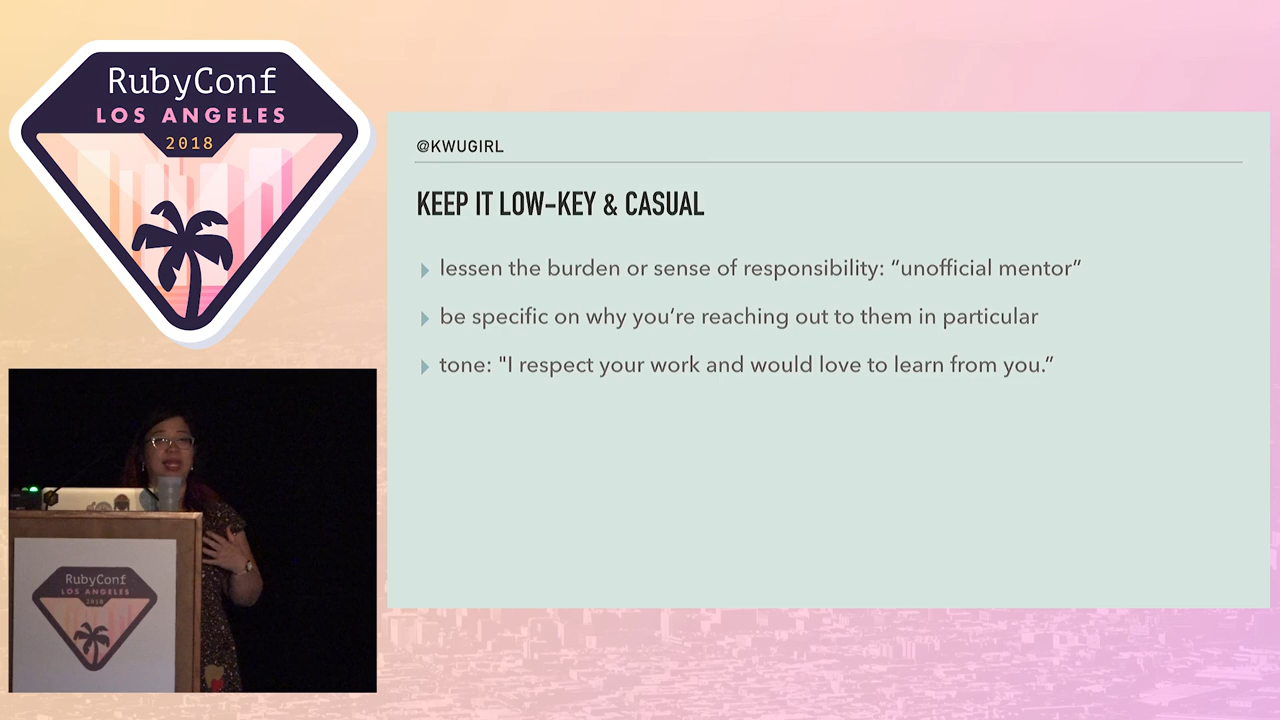 RubyConf
LOS ANGELES
2018
@KWUGIRL
KEEP IT LOW-KEY & CASUAL
lessen the burden or sense of responsibility: “unofficial mentor”
be specific on why you’re reaching out to them in particular
tone: "I respect your work and would love to learn from you.”
RubyConf
LOS ANGELES
2018